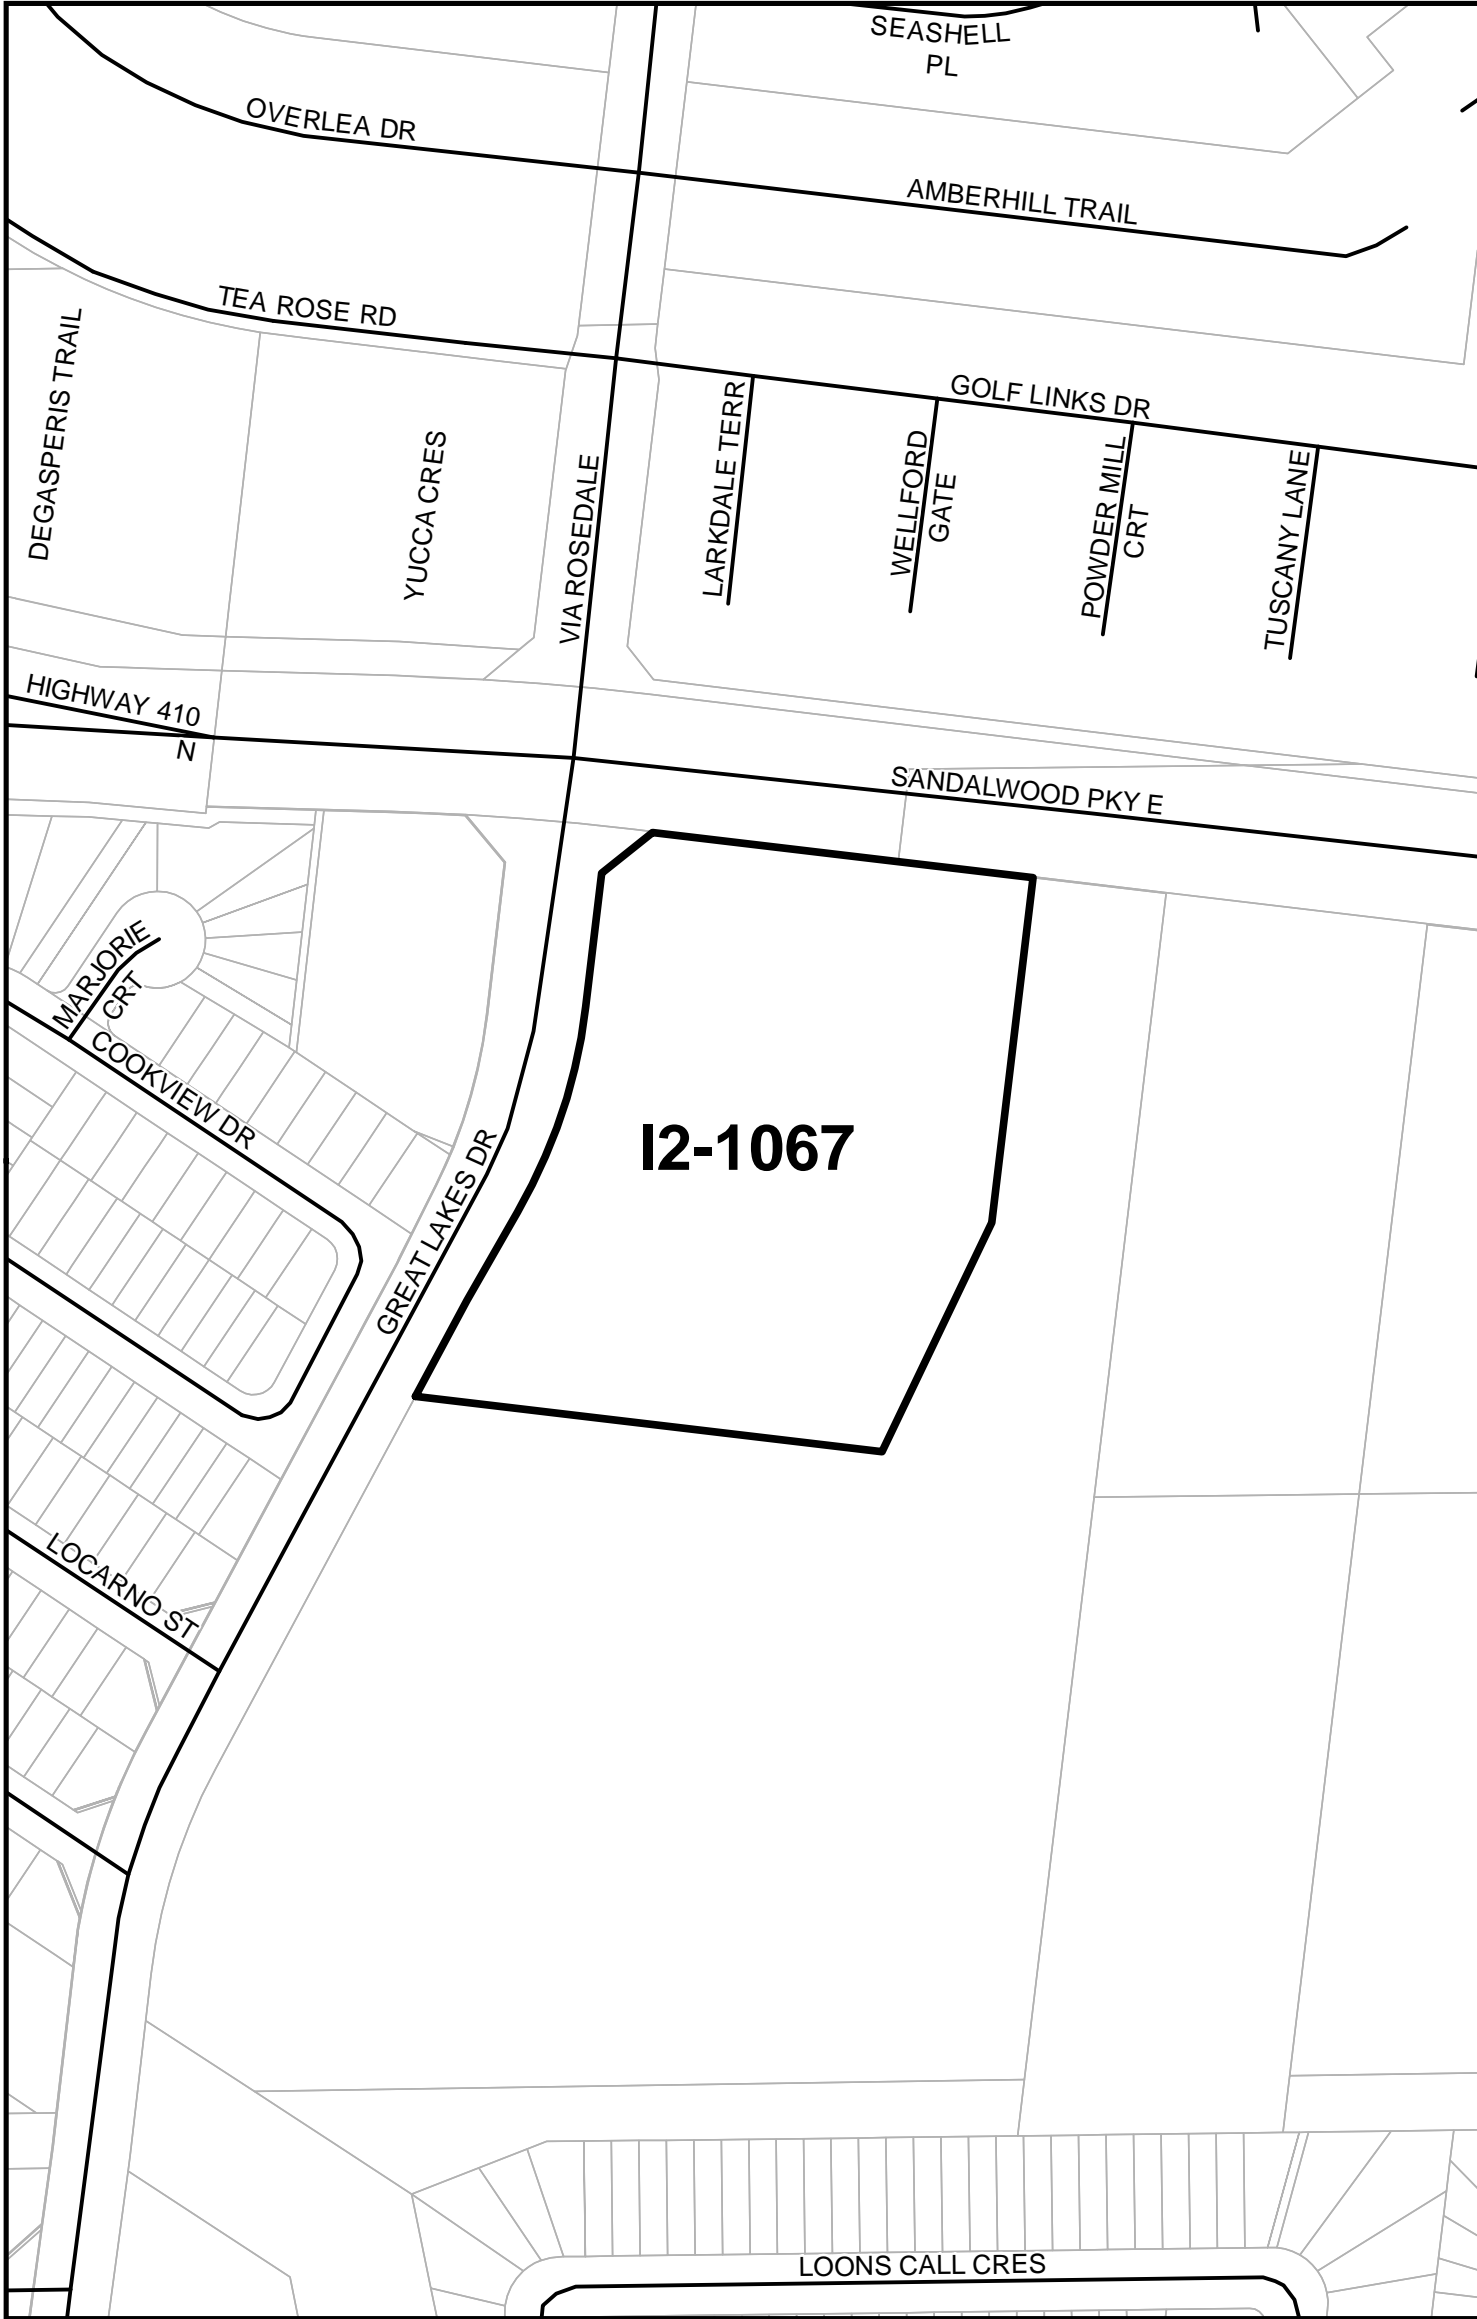 SEASHELL
PL
OVERLEA DR
AMBERHILL TRAIL
TEA ROSE RD
DEGASPERIS TRAIL
YUCCA CRES
VIA ROSEDALE
LARKDALE TERR
GOLF LINKS DR
WELLFORD
GATE
POWDER MILL
CRT
TUSCANY LANE
HIGHWAY 410
N
SANDALWOOD PKY E
MARJORIE
CRT
COOKVIEW DR
GREAT LAKES DR
I2-1067
LOCARNO ST
LOONS CALL CRES